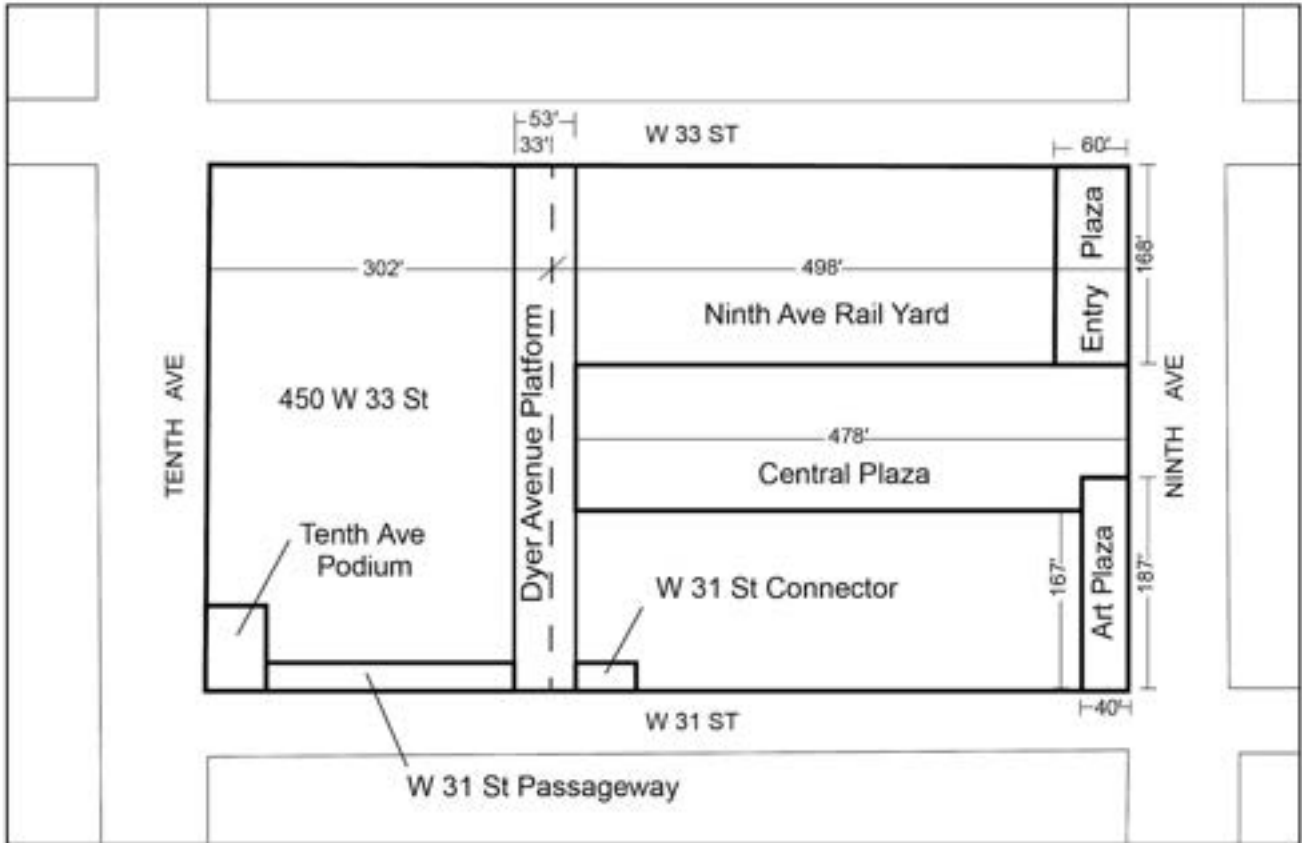 53'
W 33 ST
33'
60'
302'
498'
168'
Entry Plaza
Ninth Ave Rail Yard
Dyer Avenue Platform
TENTH AVE
450 W 33 St
NINTH AVE
478'
Central Plaza
Tenth Ave
Podium
W 31 St Connector
167'
Art Plaza
187'
40'
W 31 ST
W 31 St Passageway